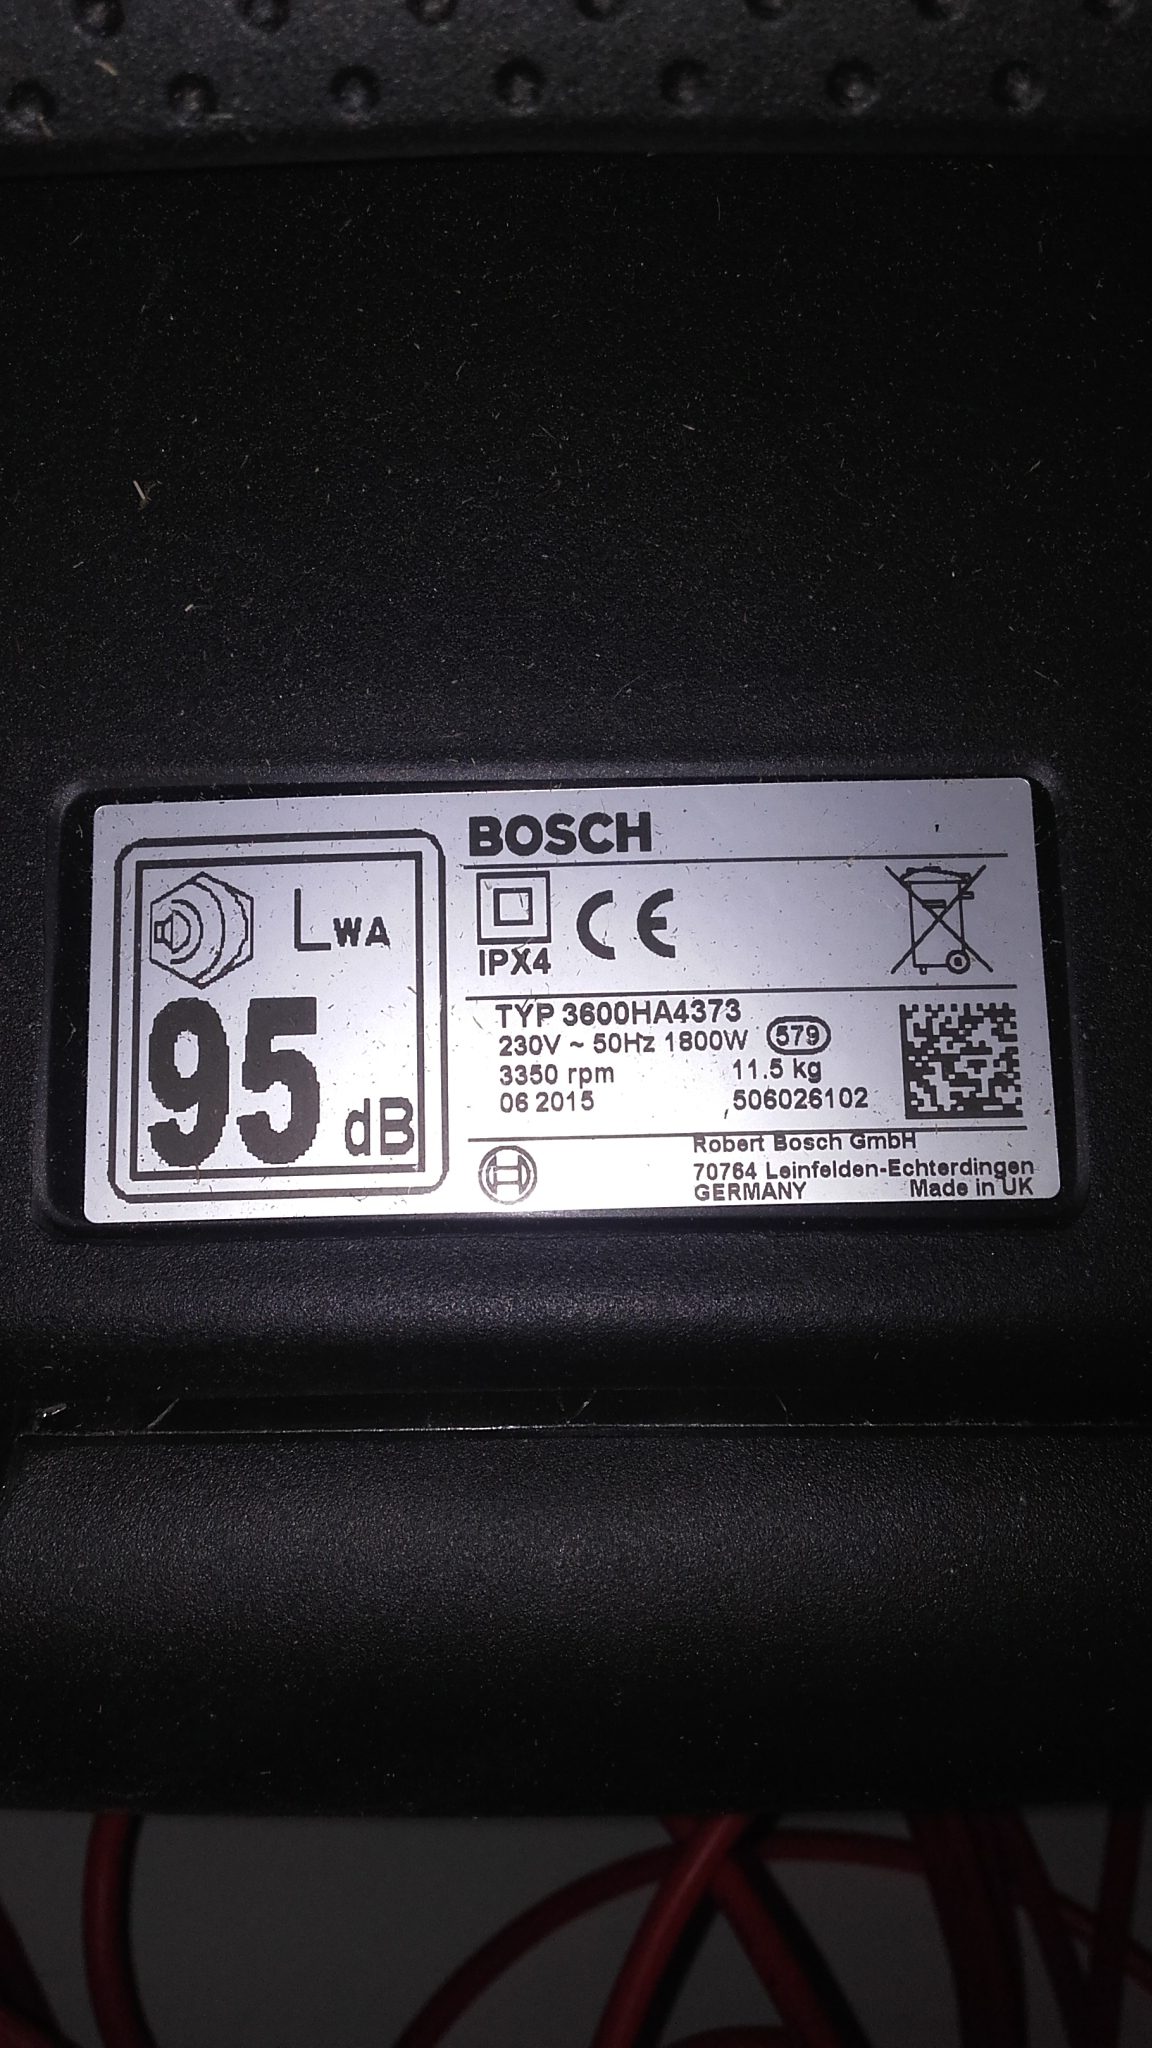 BOSCH
LWA
IPX4
CE
95 dB
TYP 3600HA4373
230V ~ 50Hz 1800W 579
3350 rpm 11.5 kg
06 2015 506026102
Robert Bosch GmbH
70764 Leinfelden-Echterdingen
GERMANY Made in UK